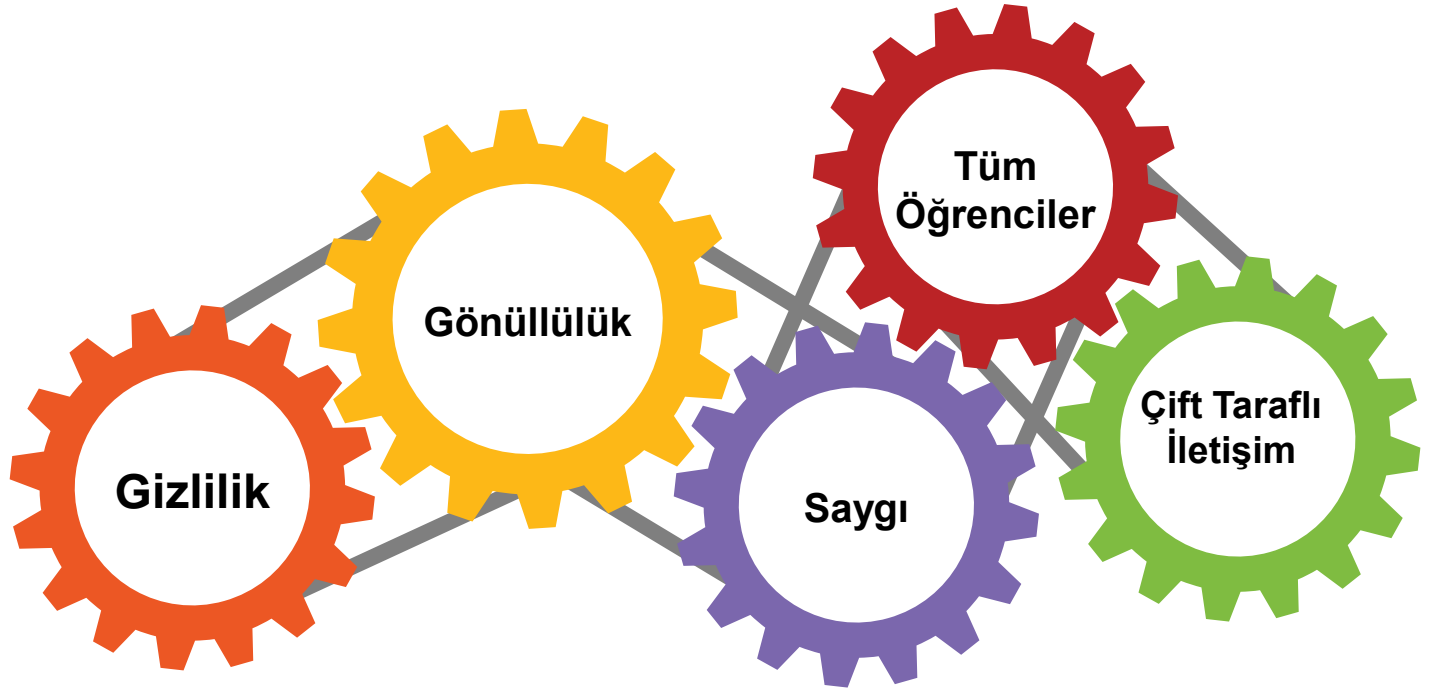 Gizlilik
Gönüllülük
Saygı
Tüm
Öğrenciler
Çift Taraflı
İletişim